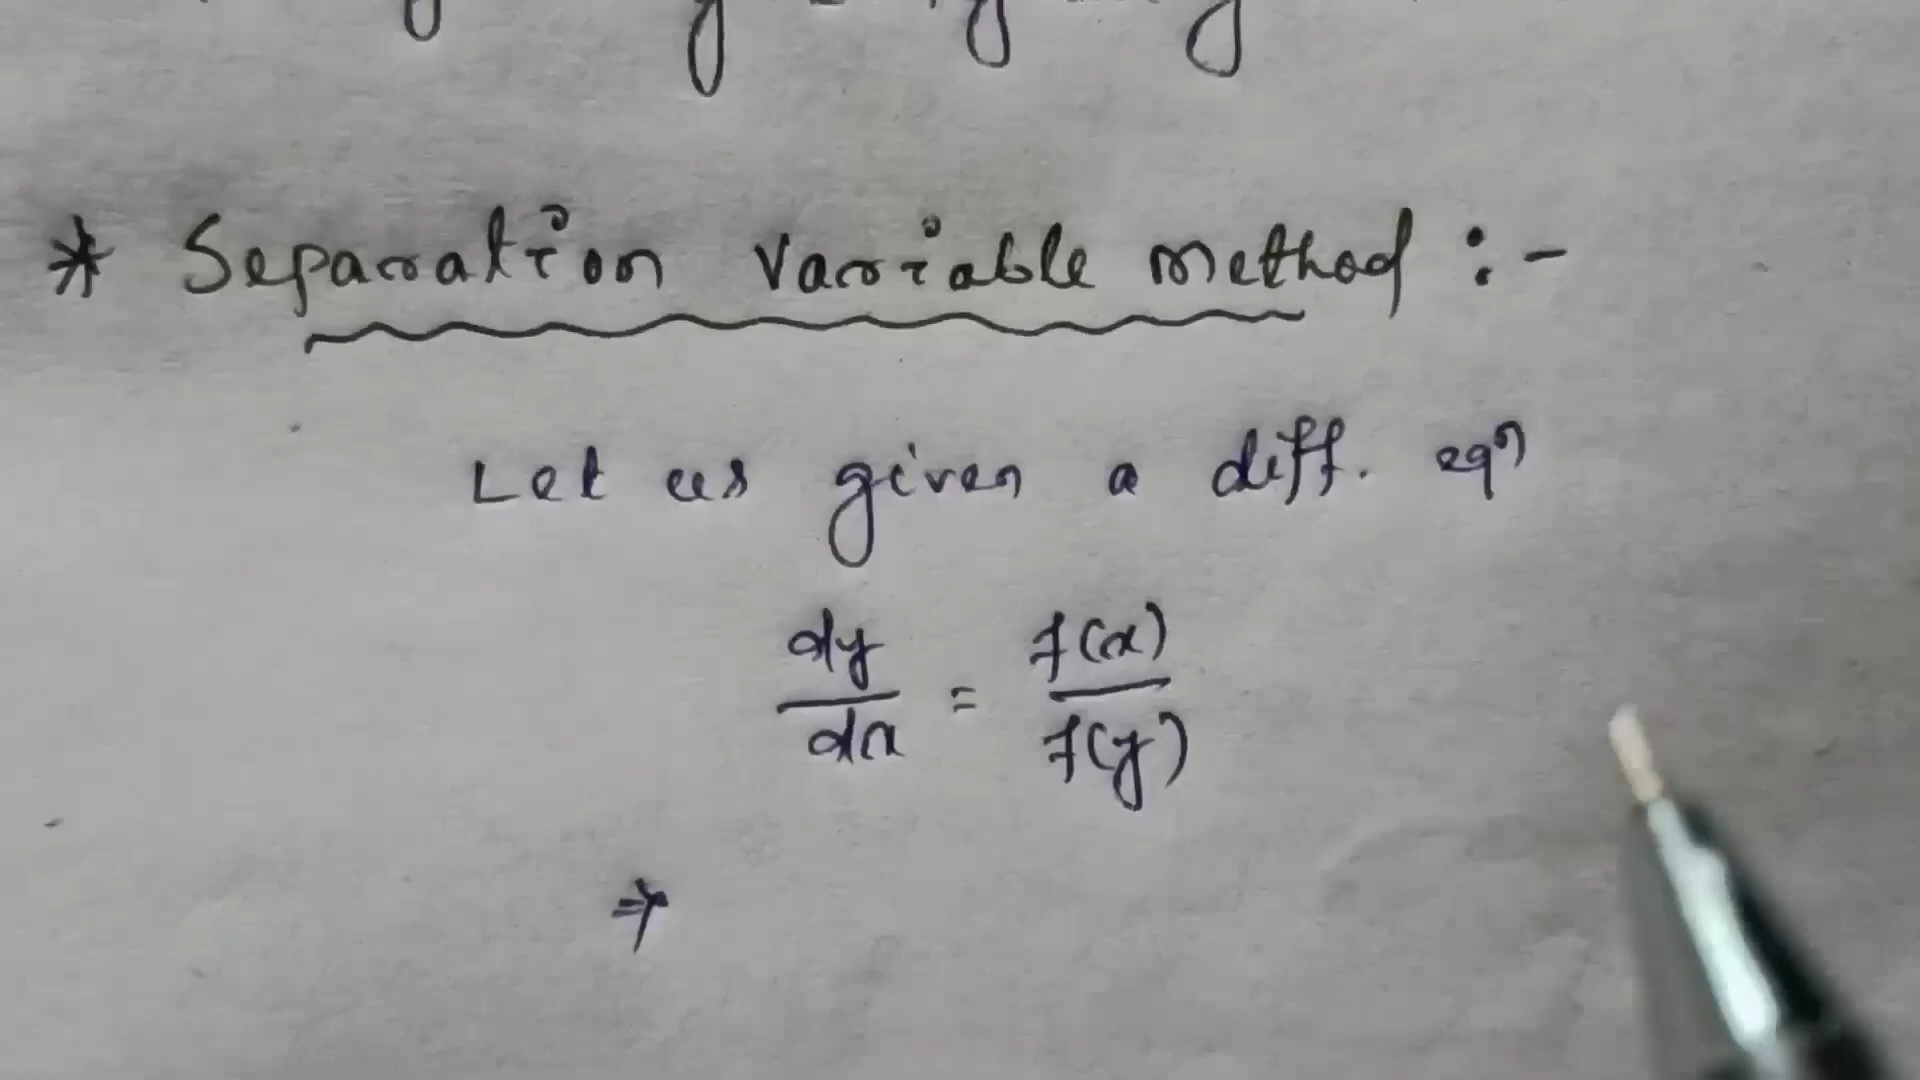 * Separation variable method :-
Let us given a diff. eqn
dy/dx = f(x)/f(y)
⇒